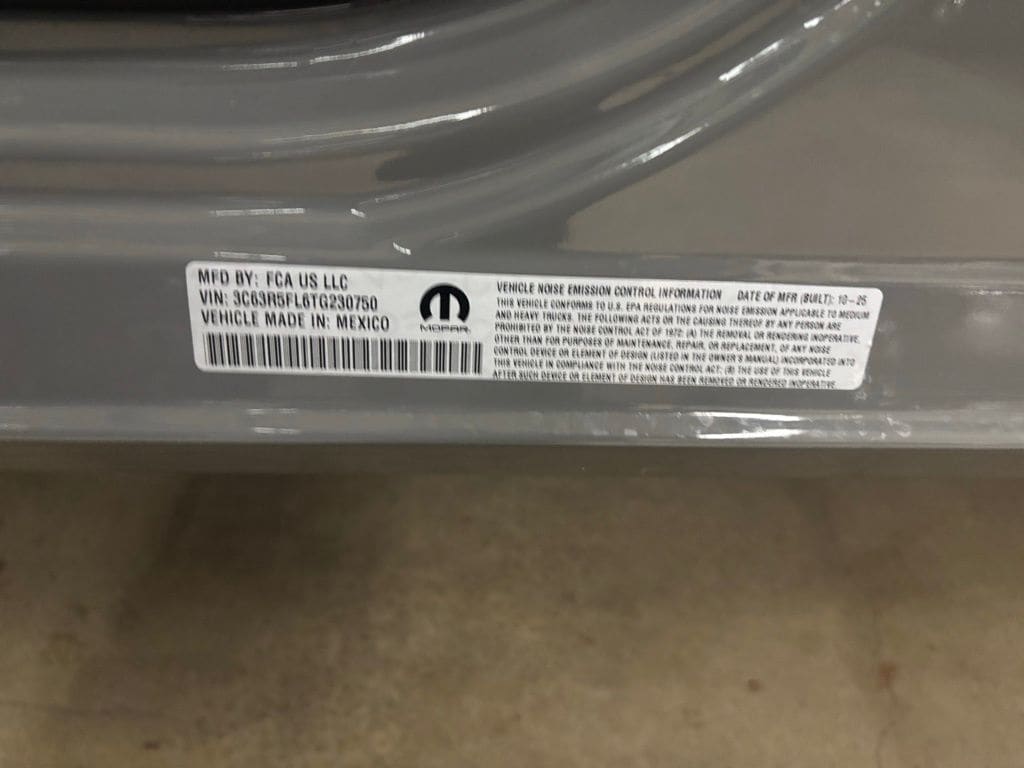 MFD BY: FCA US LLC
VIN: 3C63R5FL6TG230750
VEHICLE MADE IN: MEXICO
MOPAR
VEHICLE NOISE EMISSION CONTROL INFORMATION DATE OF MFR (BUILT): 10-25
THIS VEHICLE CONFORMS TO U.S. EPA REGULATIONS FOR NOISE EMISSION APPLICABLE TO MEDIUM
AND HEAVY TRUCKS. THE FOLLOWING ACTS OR THE CAUSING THEREOF BY ANY PERSON ARE
PROHIBITED BY THE NOISE CONTROL ACT OF 1972: (A) THE REMOVAL OR RENDERING INOPERATIVE,
OTHER THAN FOR PURPOSES OF MAINTENANCE, REPAIR, OR REPLACEMENT, OF ANY NOISE
CONTROL DEVICE OR ELEMENT OF DESIGN (LISTED IN THE OWNER'S MANUAL) INCORPORATED INTO
THIS VEHICLE IN COMPLIANCE WITH THE NOISE CONTROL ACT; (B) THE USE OF THIS VEHICLE
AFTER SUCH DEVICE OR ELEMENT OF DESIGN HAS BEEN REMOVED OR RENDERED INOPERATIVE